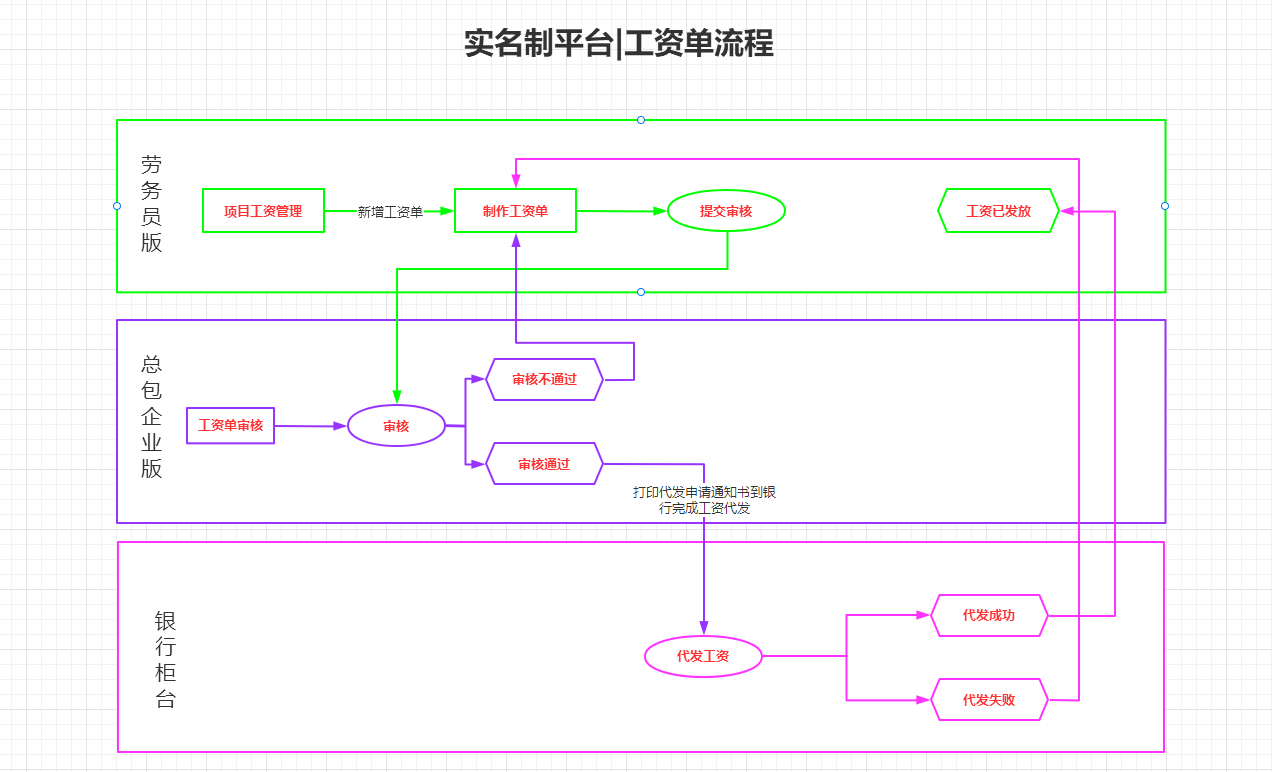 实名制平台|工资单流程
劳务员版
项目工资管理
新增工资单
制作工资单
提交审核
工资已发放
总包企业版
工资单审核
审核
审核不通过
审核通过
打印代发申请通知书到银
行完成工资代发
银行柜台
代发工资
代发成功
代发失败